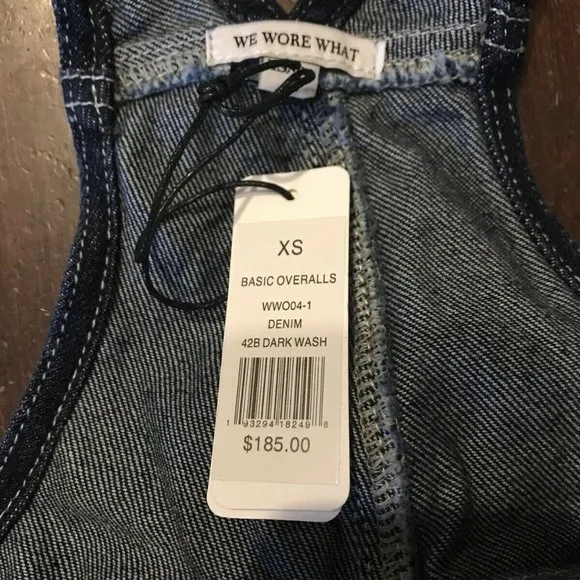 WE WORE WHAT
XS
BASIC OVERALLS
WWO04-1
DENIM
42B DARK WASH
1 93294 18249 8
$185.00